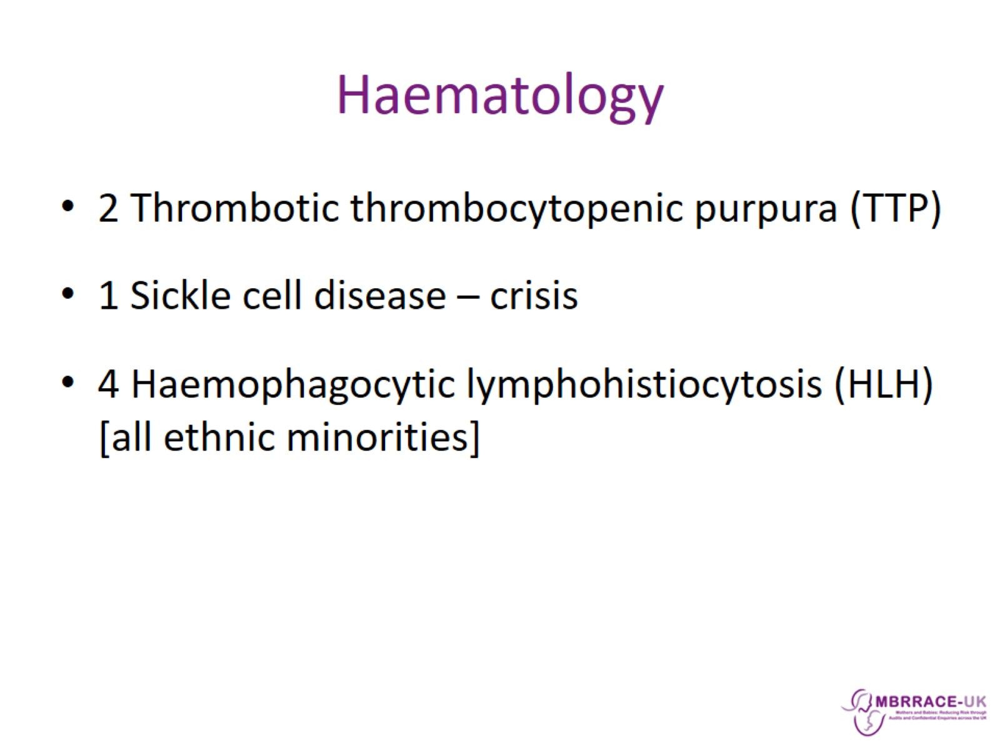 Haematology
• 2 Thrombotic thrombocytopenic purpura (TTP)
• 1 Sickle cell disease – crisis
• 4 Haemophagocytic lymphohistiocytosis (HLH)
[all ethnic minorities]
MBRRACE-UK
Mothers and Babies: Reducing Risk through
Audits and Confidential Enquiries across the UK